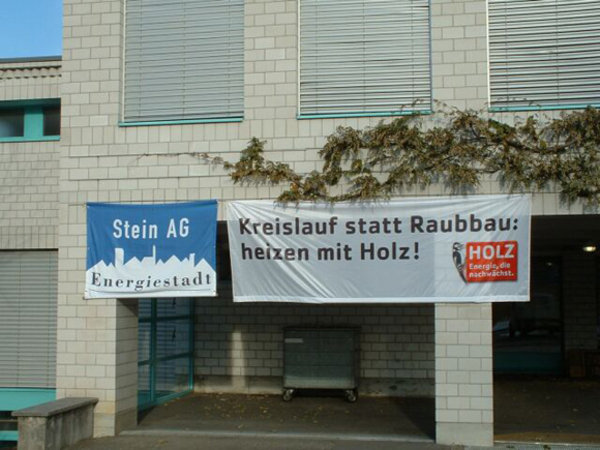 Stein AG
Energiestadt
Kreislauf statt Raubbau:
heizen mit Holz!
HOLZ
Energie, die
nachwächst.